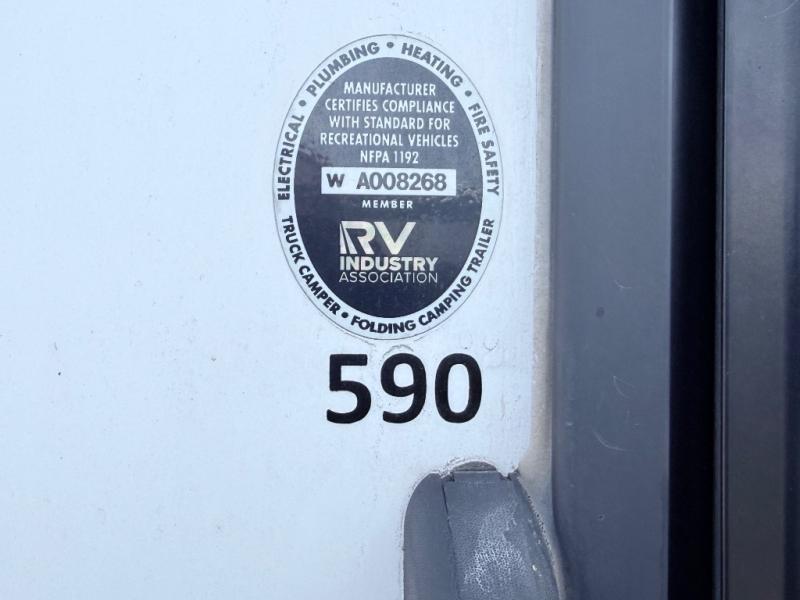 ELECTRICAL • PLUMBING • HEATING • FIRE SAFETY
MANUFACTURER
CERTIFIES COMPLIANCE
WITH STANDARD FOR
RECREATIONAL VEHICLES
NFPA 1192
W A008268
MEMBER
RV
INDUSTRY
ASSOCIATION
TRUCK CAMPER • FOLDING CAMPING TRAILER
590